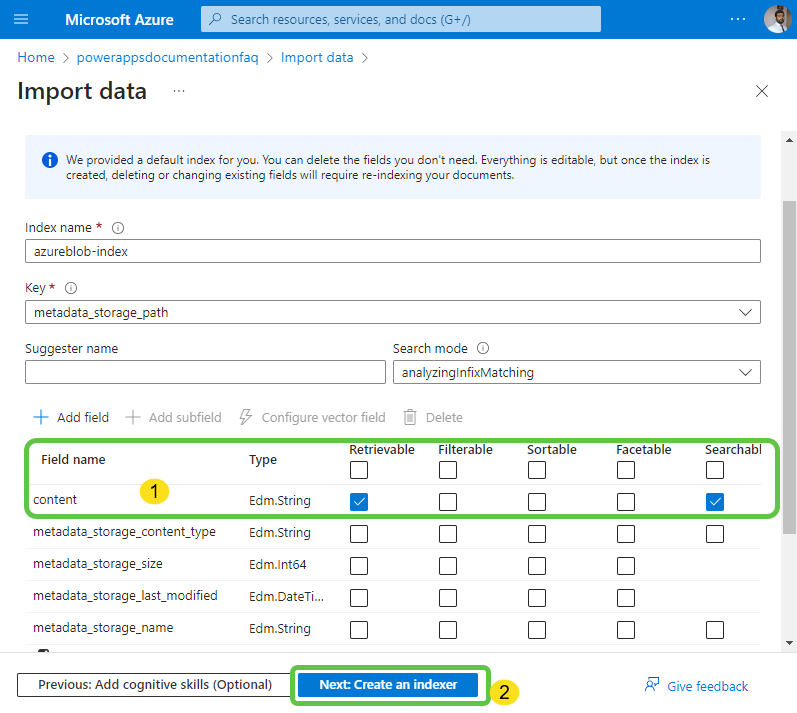 Microsoft Azure
Search resources, services, and docs (G+/)
Home > powerappsdocumentationfaq > Import data >
Import data ...
We provided a default index for you. You can delete the fields you don't need. Everything is editable, but once the index is
created, deleting or changing existing fields will require re-indexing your documents.
Index name *
azureblob-index
Key *
metadata_storage_path
Suggester name
Search mode
analyzingInfixMatching
Add field
Add subfield
Configure vector field
Delete
Field name Type Retrievable Filterable Sortable Facetable Searchabl
content 1 Edm.String
metadata_storage_content_type Edm.String
metadata_storage_size Edm.Int64
metadata_storage_last_modified Edm.DateTi...
metadata_storage_name Edm.String
Previous: Add cognitive skills (Optional)
Next: Create an indexer
2
Give feedback